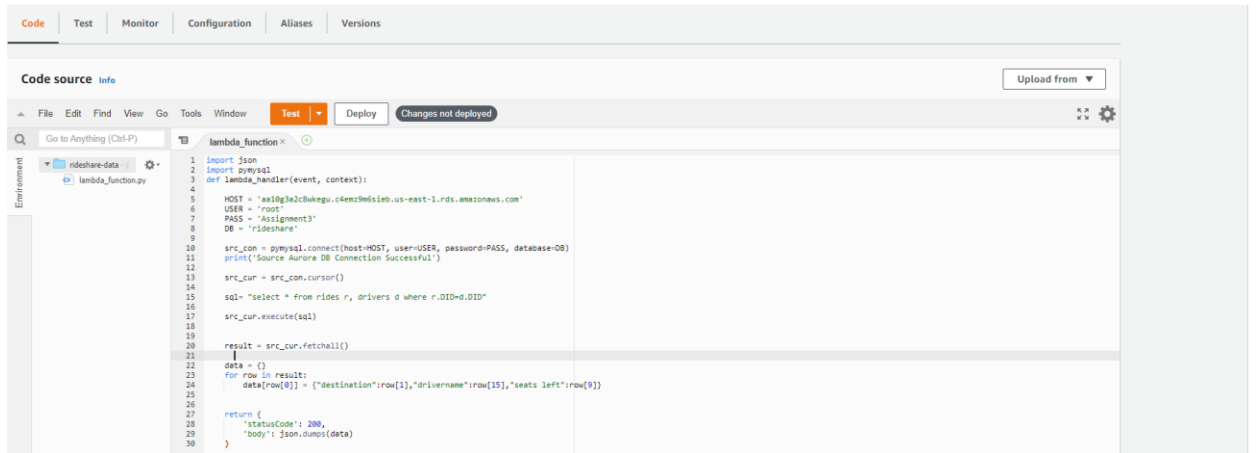 Code Test Monitor Configuration Aliases Versions
Code source Info Upload from ▼
File Edit Find View Go Tools Window Test Deploy Changes not deployed
Go to Anything (Ctrl-P) lambda_function × 
Environment
rideshare-data - /
lambda_function.py
1 import json
2 import pymysql
3 def lambda_handler(event, context):
4
5 HOST = 'aa10g3a2c8wkegu.c4emz9m6sieb.us-east-1.rds.amazonaws.com'
6 USER = 'root'
7 PASS = 'Assignment3'
8 DB = 'rideshare'
9
10 src_con = pymysql.connect(host=HOST, user=USER, password=PASS, database=DB)
11 print('Source Aurora DB Connection Successful')
12
13 src_cur = src_con.cursor()
14
15 sql= "select * from rides r, drivers d where r.DID=d.DID"
16
17 src_cur.execute(sql)
18
19
20 result = src_cur.fetchall()
21
22 data = {}
23 for row in result:
24 data[row[0]] = {"destination":row[1],"drivername":row[15],"seats left":row[9]}
25
26
27 return {
28 'statusCode': 200,
29 'body': json.dumps(data)
30 }